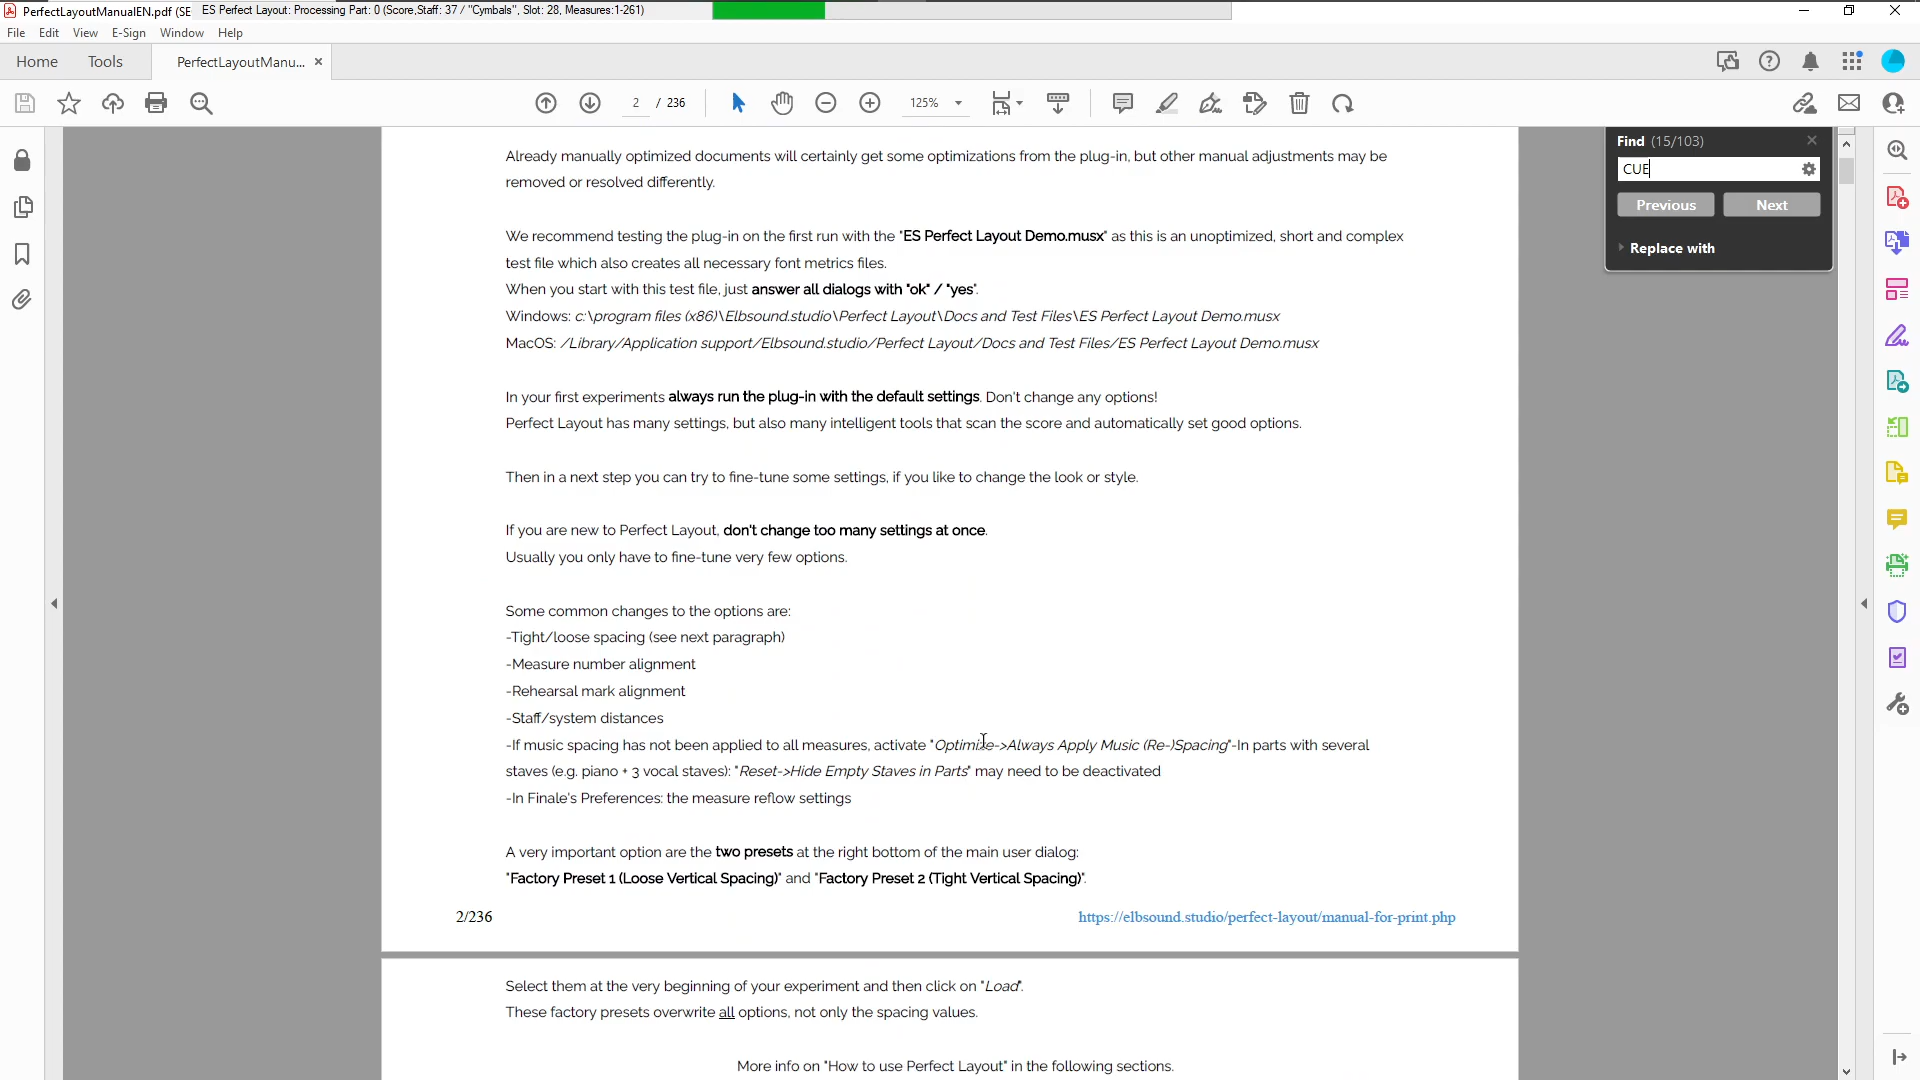 PerfectLayoutManualEN.pdf (SE
ES Perfect Layout: Processing Part: 0 (Score,Staff: 37 / "Cymbals", Slot: 28, Measures:1-261)
File Edit View E-Sign Window Help
Home Tools PerfectLayoutManu... ×
2 / 236 125%
Find (15/103)
CUE
Previous Next
Replace with
Already manually optimized documents will certainly get some optimizations from the plug-in, but other manual adjustments may be
removed or resolved differently.
We recommend testing the plug-in on the first run with the "ES Perfect Layout Demo.musx" as this is an unoptimized, short and complex
test file which also creates all necessary font metrics files.
When you start with this test file, just answer all dialogs with "ok" / "yes".
Windows: c:\program files (x86)\Elbsound.studio\Perfect Layout\Docs and Test Files\ES Perfect Layout Demo.musx
MacOS: /Library/Application support/Elbsound.studio/Perfect Layout/Docs and Test Files/ES Perfect Layout Demo.musx
In your first experiments always run the plug-in with the default settings. Don't change any options!
Perfect Layout has many settings, but also many intelligent tools that scan the score and automatically set good options.
Then in a next step you can try to fine-tune some settings, if you like to change the look or style.
If you are new to Perfect Layout, don't change too many settings at once.
Usually you only have to fine-tune very few options.
Some common changes to the options are:
-Tight/loose spacing (see next paragraph)
-Measure number alignment
-Rehearsal mark alignment
-Staff/system distances
-If music spacing has not been applied to all measures, activate "Optimize->Always Apply Music (Re-)Spacing"-In parts with several
staves (e.g. piano + 3 vocal staves): "Reset->Hide Empty Staves in Parts" may need to be deactivated
-In Finale's Preferences: the measure reflow settings
A very important option are the two presets at the right bottom of the main user dialog:
"Factory Preset 1 (Loose Vertical Spacing)" and "Factory Preset 2 (Tight Vertical Spacing)".
2/236 https://elbsound.studio/perfect-layout/manual-for-print.php
Select them at the very beginning of your experiment and then click on "Load".
These factory presets overwrite all options, not only the spacing values.
More info on "How to use Perfect Layout" in the following sections.